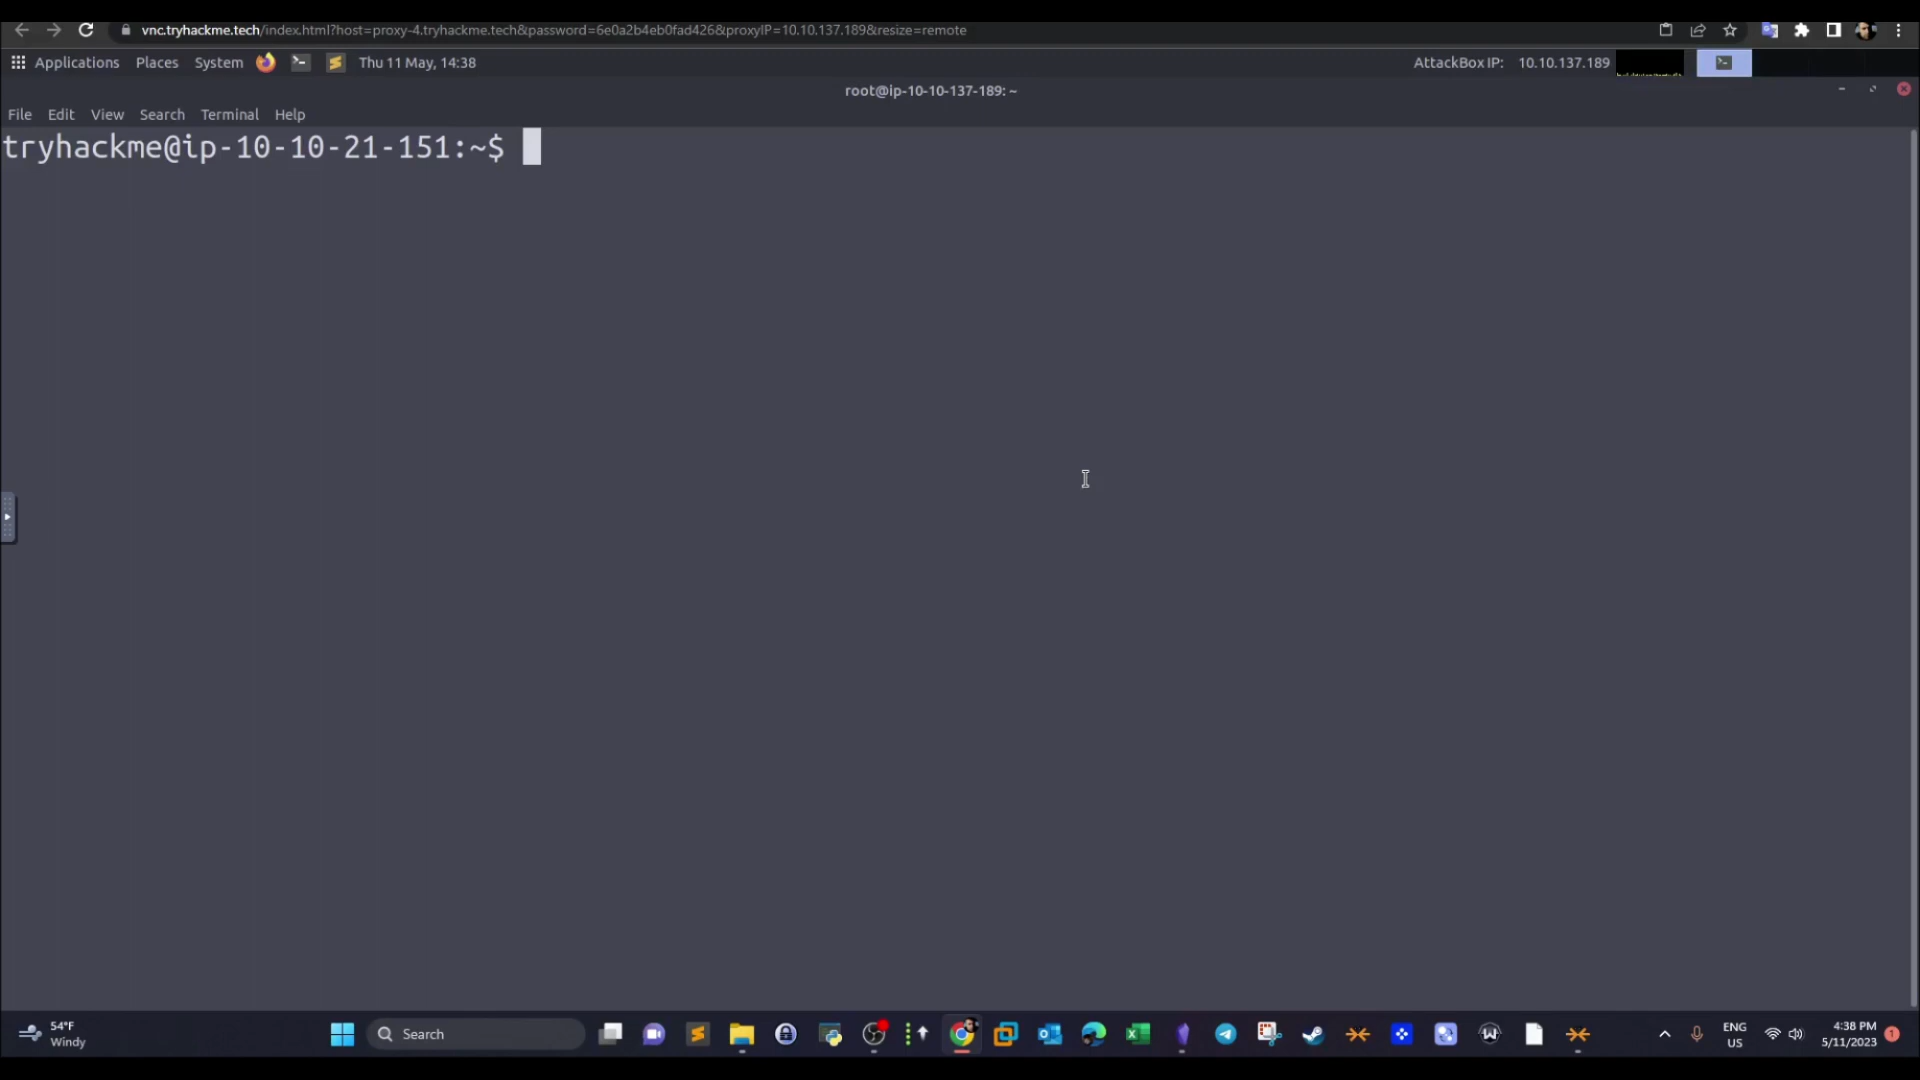 vnc.tryhackme.tech/index.html?host=proxy-4.tryhackme.tech&password=6e0a2b4eb0fad426&proxyIP=10.10.137.189&resize=remote
Applications Places System Thu 11 May, 14:38 AttackBox IP: 10.10.137.189
root@ip-10-10-137-189: ~
File Edit View Search Terminal Help
tryhackme@ip-10-10-21-151:~$
54°F
Windy
Search
ENG
US
4:38 PM
5/11/2023
1